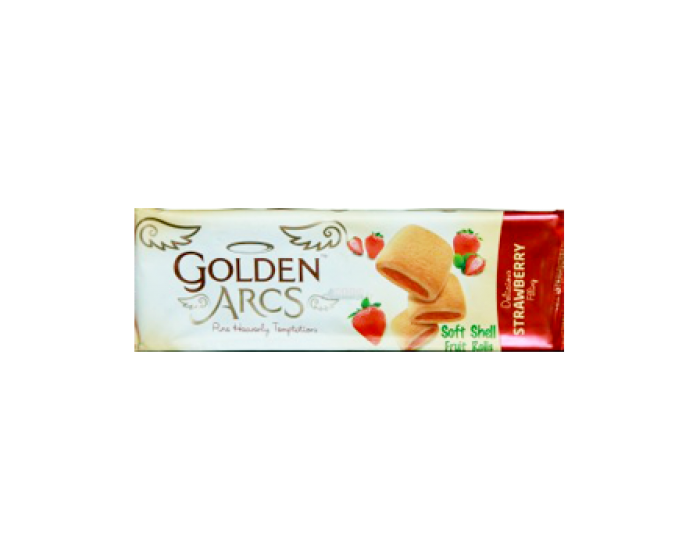 GOLDEN
ARCS
Pure Heavenly Temptations
Soft Shell
Fruit Rolls
Delicious
STRAWBERRY
Filling